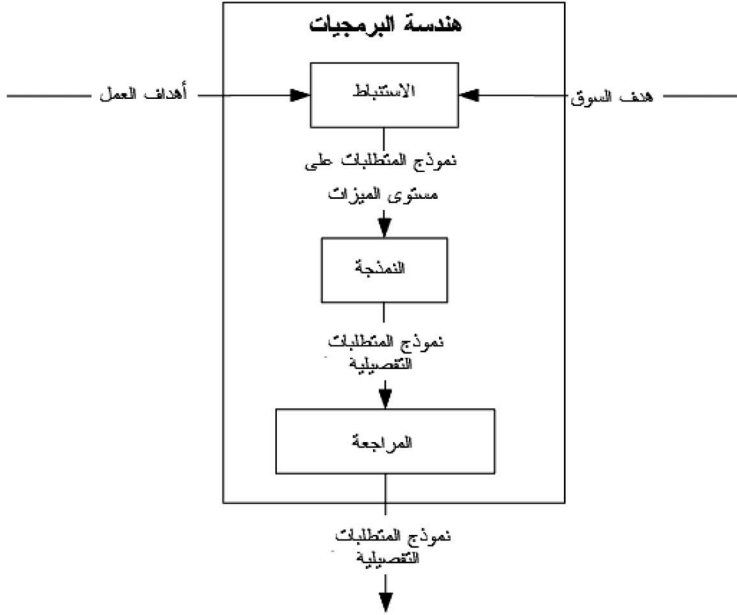 هندسة البرمجيات
الاستنباط
هدف السوق
أهداف العمل
نموذج المتطلبات على
مستوى الميزات
النمذجة
نموذج المتطلبات
التفصيلية
المراجعة
نموذج المتطلبات
التفصيلية